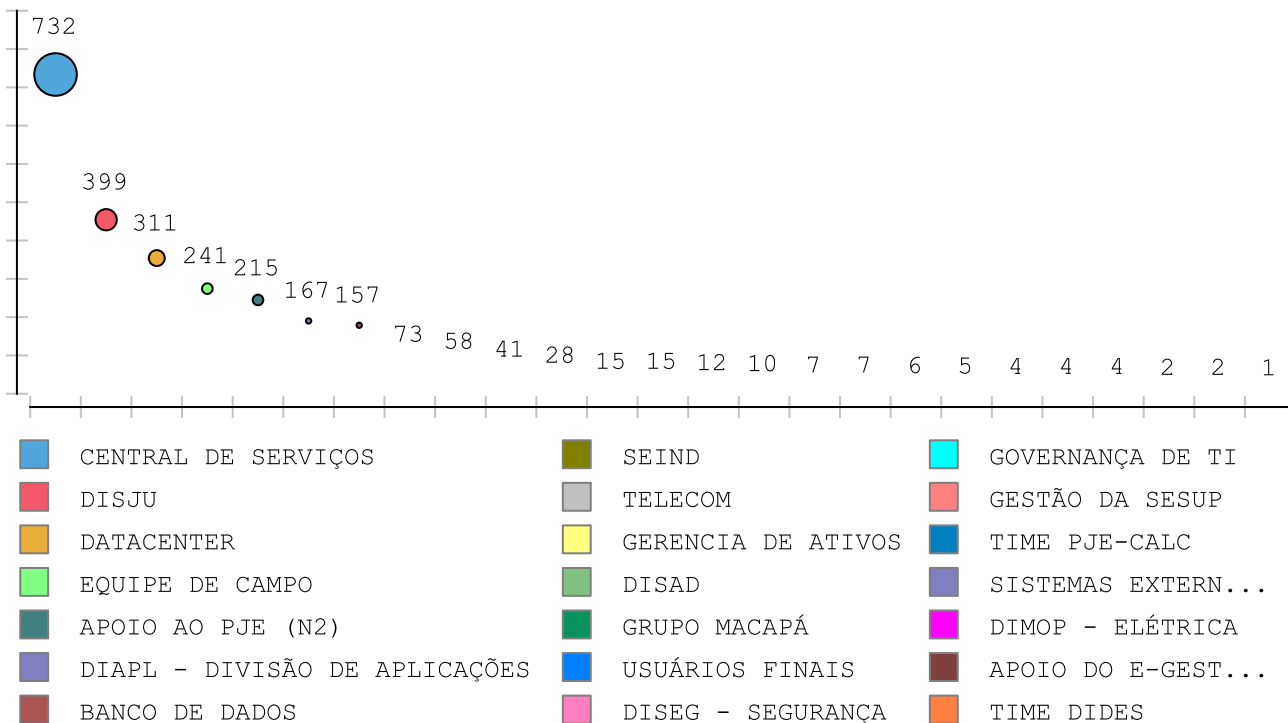 732
399
311
241
215
167
157
73
58
41
28
15
15
12
10
7
7
6
5
4
4
4
2
2
1
CENTRAL DE SERVIÇOS
DISJU
DATACENTER
EQUIPE DE CAMPO
APOIO AO PJE (N2)
DIAPL - DIVISÃO DE APLICAÇÕES
BANCO DE DADOS
SEIND
TELECOM
GERENCIA DE ATIVOS
DISAD
GRUPO MACAPÁ
USUÁRIOS FINAIS
DISEG - SEGURANÇA
GOVERNANÇA DE TI
GESTÃO DA SESUP
TIME PJE-CALC
SISTEMAS EXTERN...
DIMOP - ELÉTRICA
APOIO DO E-GEST...
TIME DIDES